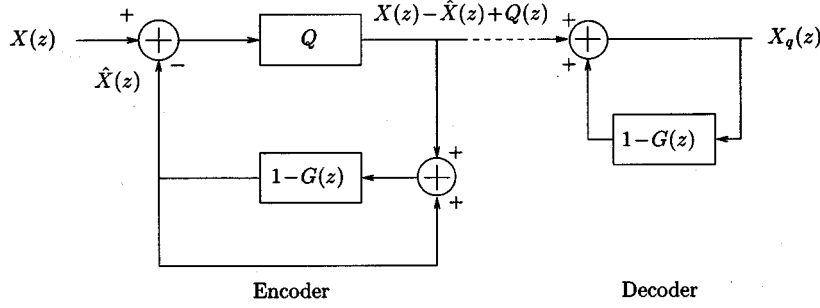 X(z)
+
−
X̂(z)
Q
X(z)−X̂(z)+Q(z)
+
+
X_q(z)
1−G(z)
1−G(z)
+
+
Encoder
Decoder